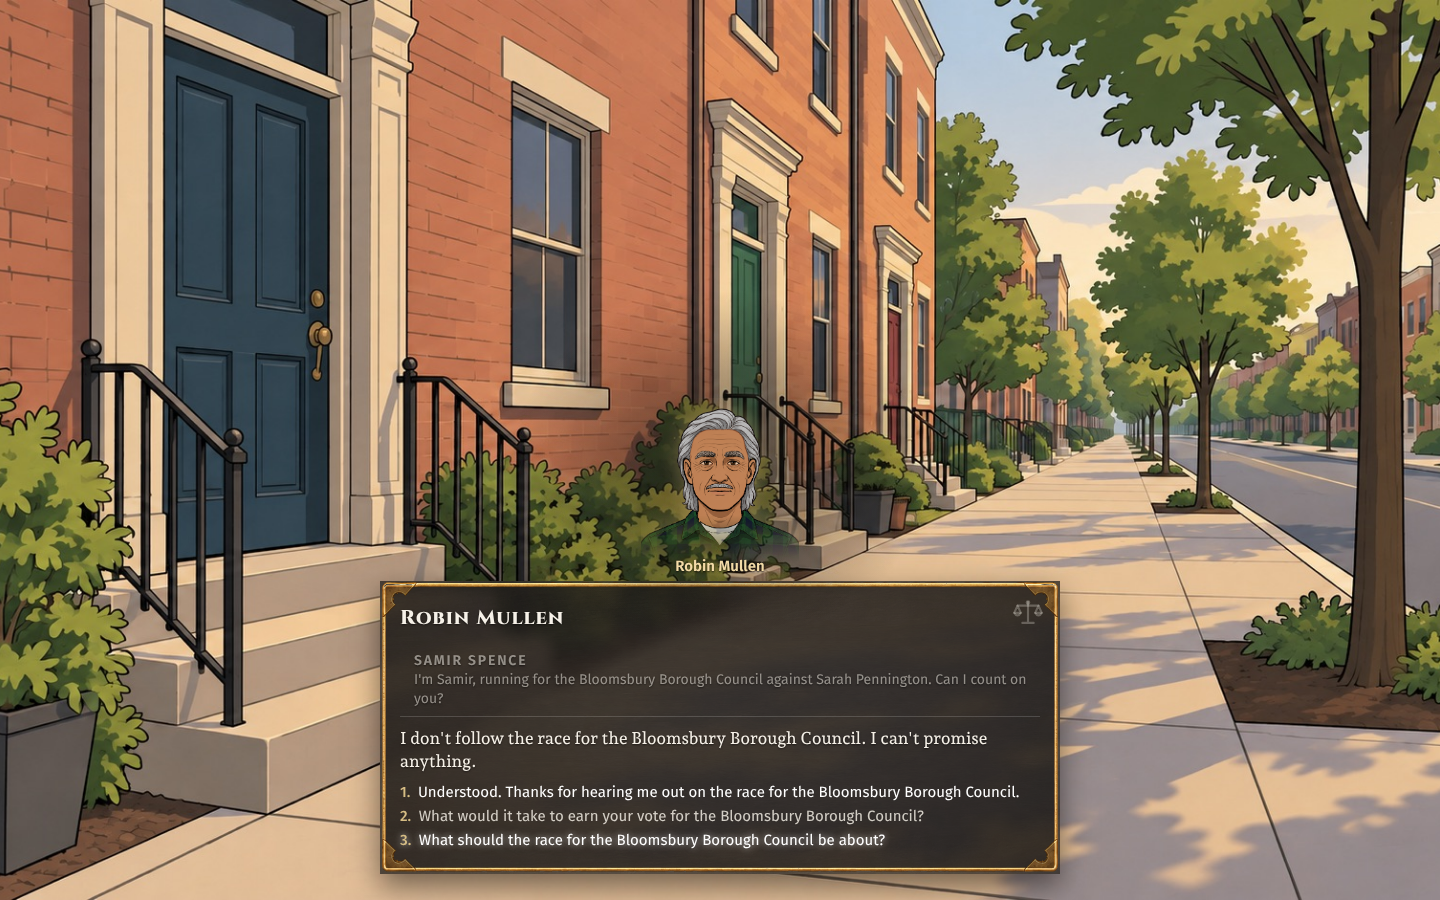 Robin Mullen
Robin Mullen
SAMIR SPENCE
I'm Samir, running for the Bloomsbury Borough Council against Sarah Pennington. Can I count on
you?
I don't follow the race for the Bloomsbury Borough Council. I can't promise
anything.
1. Understood. Thanks for hearing me out on the race for the Bloomsbury Borough Council.
2. What would it take to earn your vote for the Bloomsbury Borough Council?
3. What should the race for the Bloomsbury Borough Council be about?